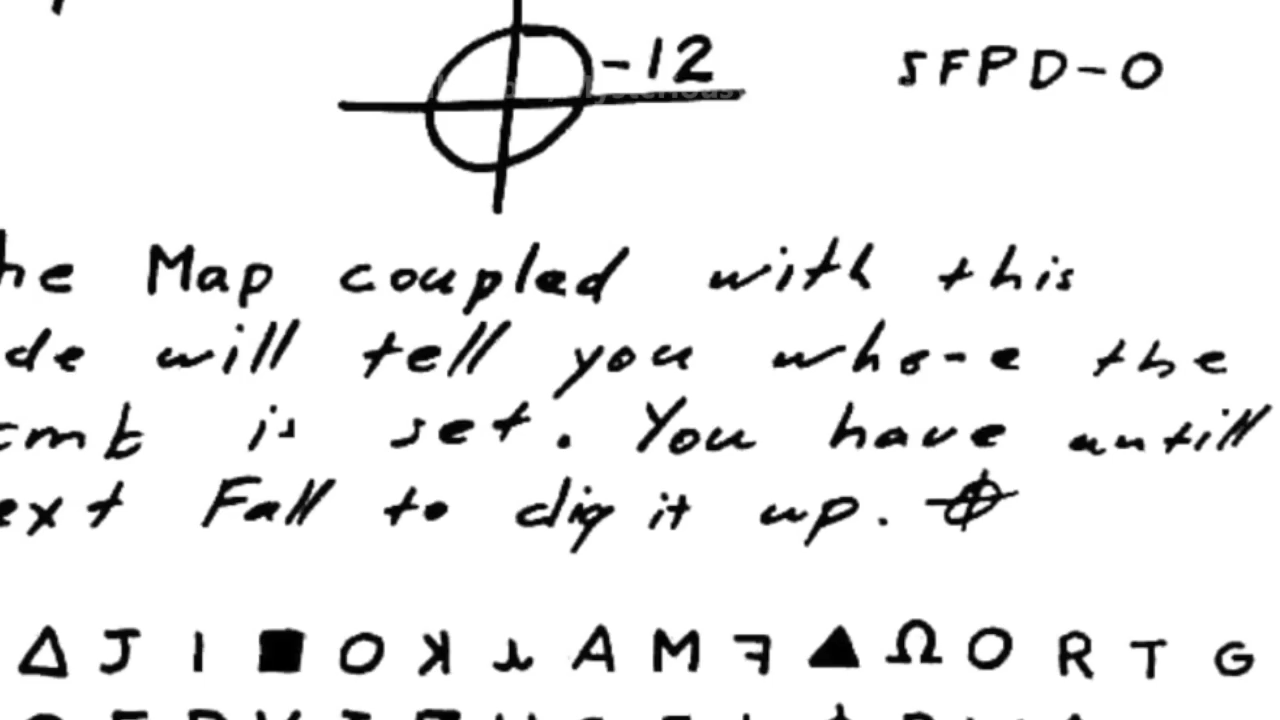 -12 SFPD-0
he Map coupled with this
de will tell you where the
omb is set. You have untill
ext Fall to dig it up. ⌖
Δ J I ■ O ꓘ ⅄ A M ꟻ ▲ Ω O R T G